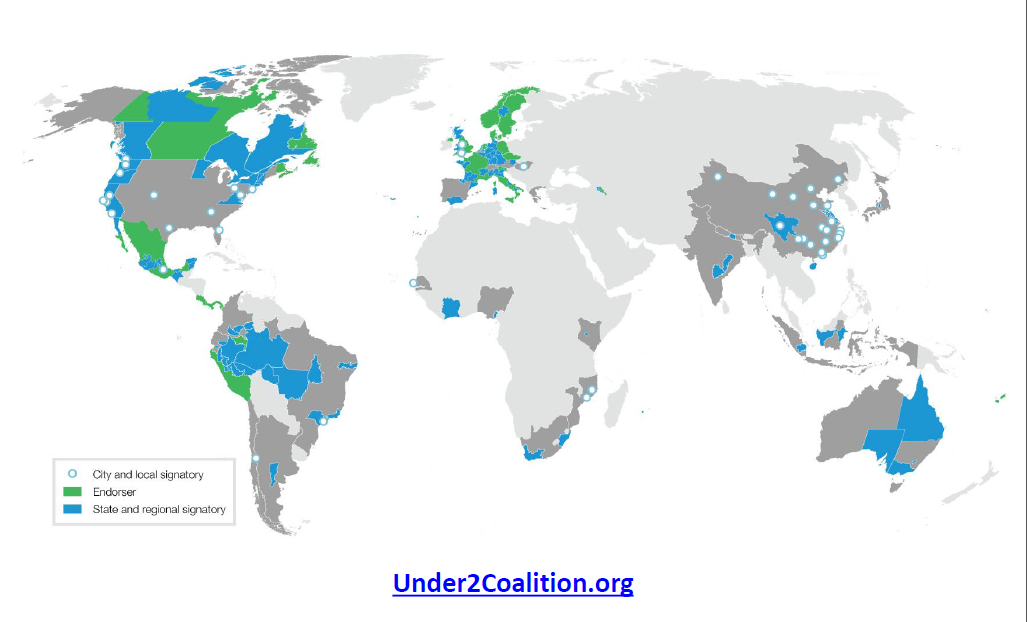 City and local signatory
Endorser
State and regional signatory
Under2Coalition.org